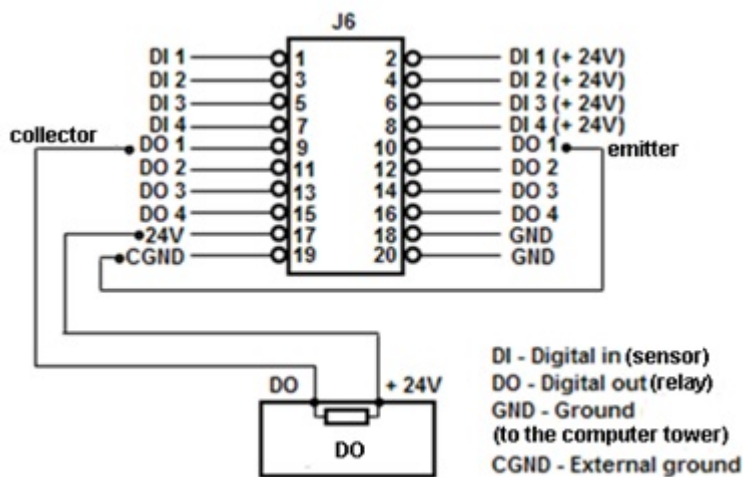 J6
DI 1 1 2 DI 1 (+ 24V)
DI 2 3 4 DI 2 (+ 24V)
DI 3 5 6 DI 3 (+ 24V)
DI 4 7 8 DI 4 (+ 24V)
collector DO 1 9 10 DO 1 emitter
DO 2 11 12 DO 2
DO 3 13 14 DO 3
DO 4 15 16 DO 4
24V 17 18 GND
CGND 19 20 GND
DO + 24V
DO
DI - Digital in (sensor)
DO - Digital out (relay)
GND - Ground
(to the computer tower)
CGND - External ground